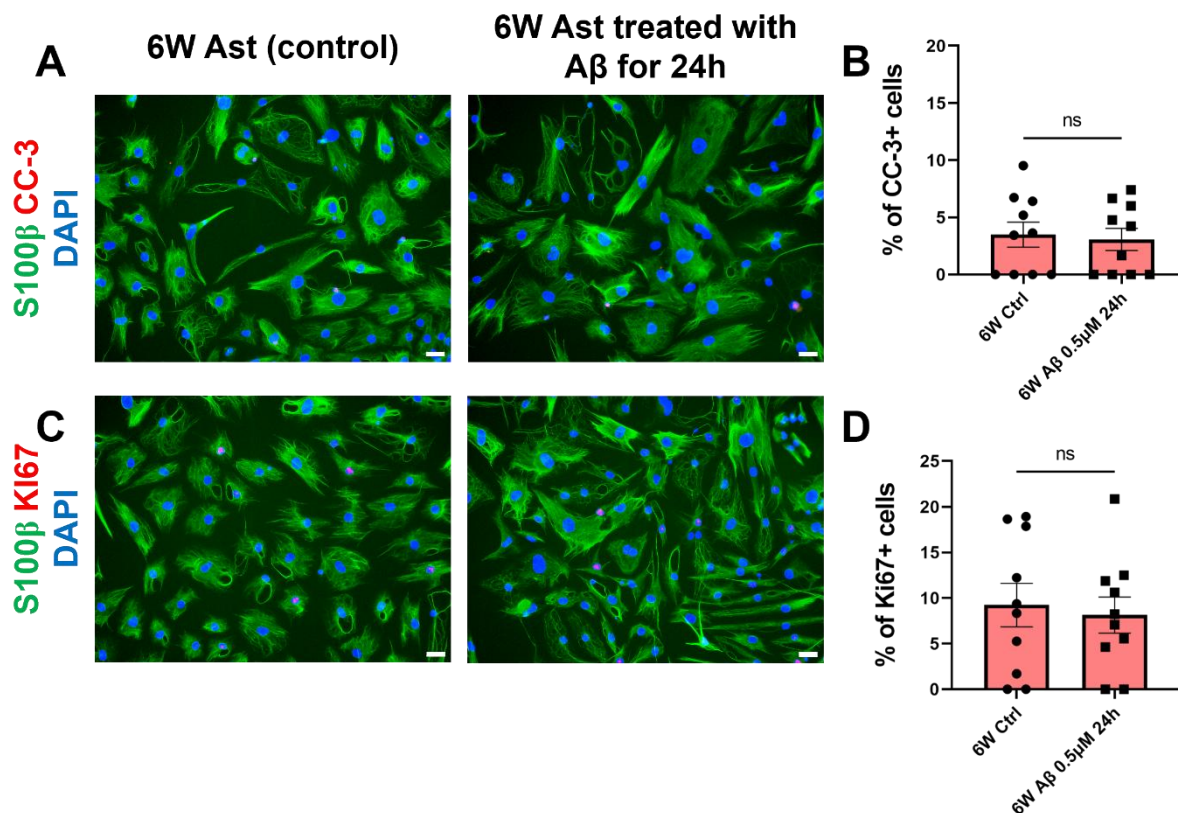 6W Ast (control)
6W Ast treated with
Aβ for 24h
A
S100β CC-3
DAPI
B
% of CC-3+ cells
20
15
10
5
0
ns
6W Ctrl
6W Aβ 0.5μM 24h
C
S100β KI67
DAPI
D
% of Ki67+ cells
25
20
15
10
5
0
ns
6W Ctrl
6W Aβ 0.5μM 24h